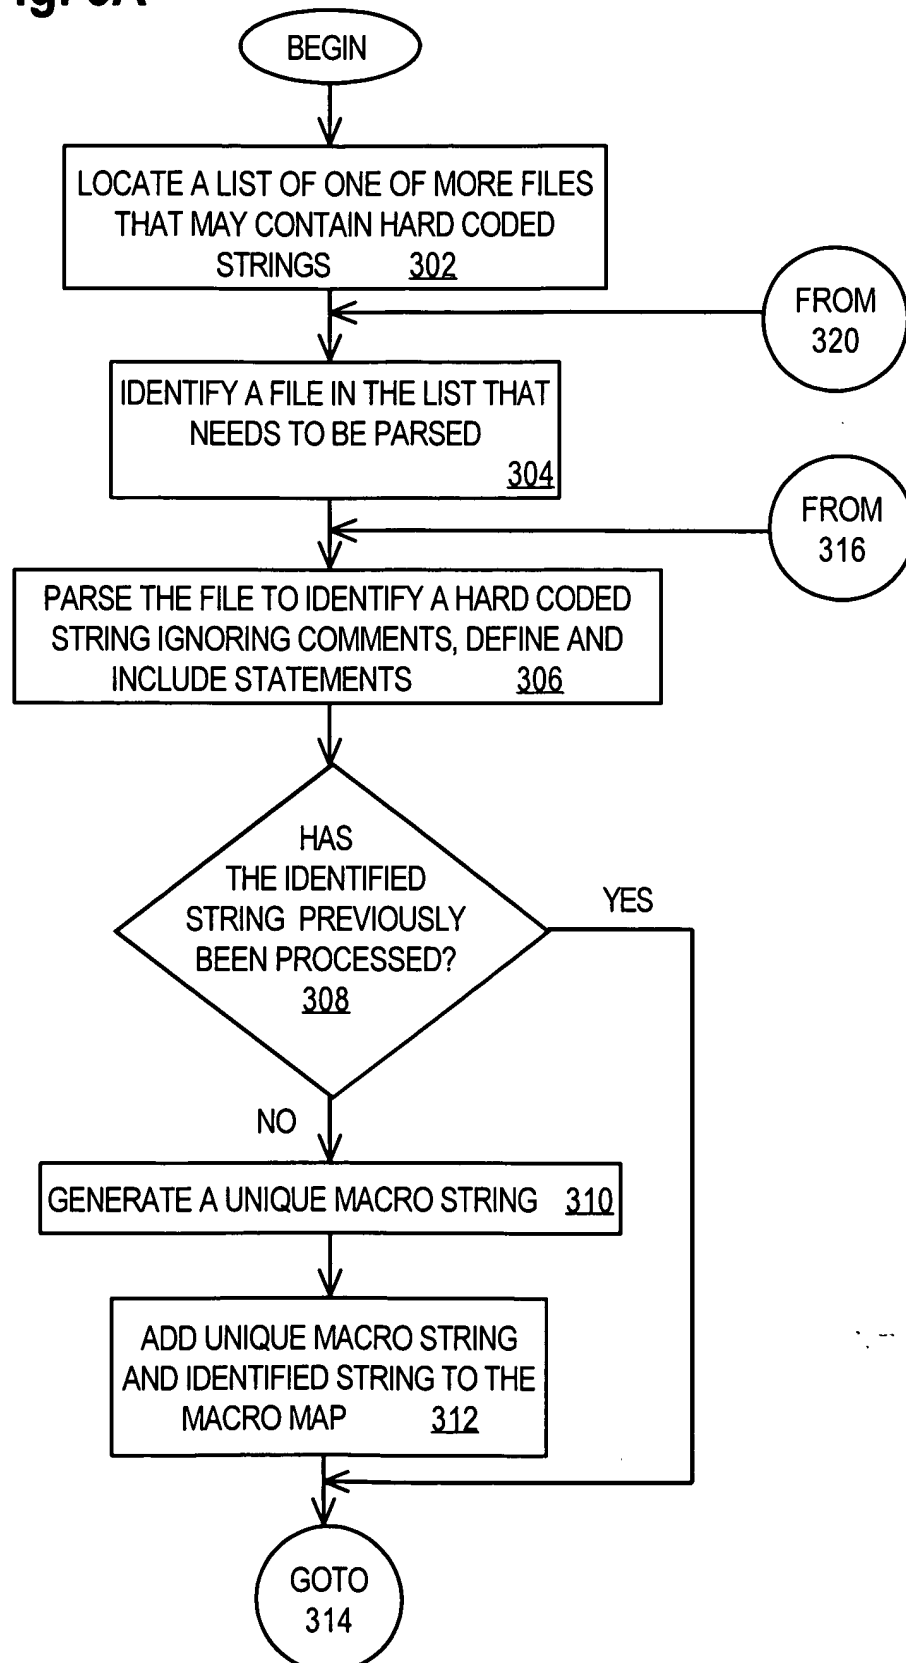 BEGIN
LOCATE A LIST OF ONE OF MORE FILES
THAT MAY CONTAIN HARD CODED
STRINGS 302
FROM
320
IDENTIFY A FILE IN THE LIST THAT
NEEDS TO BE PARSED
304
FROM
316
PARSE THE FILE TO IDENTIFY A HARD CODED
STRING IGNORING COMMENTS, DEFINE AND
INCLUDE STATEMENTS 306
HAS
THE IDENTIFIED
STRING PREVIOUSLY
BEEN PROCESSED?
308
YES
NO
GENERATE A UNIQUE MACRO STRING 310
ADD UNIQUE MACRO STRING
AND IDENTIFIED STRING TO THE
MACRO MAP 312
GOTO
314